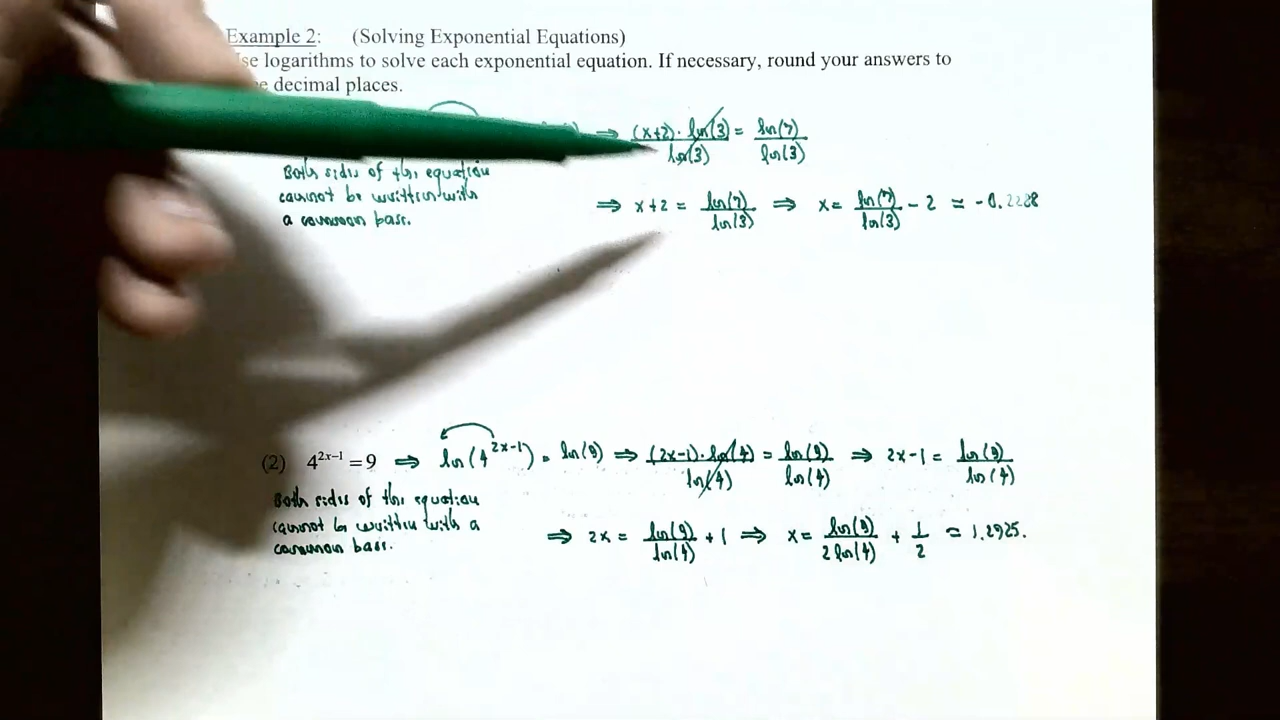 Example 2: (Solving Exponential Equations)
logarithms to solve each exponential equation. If necessary, round your answers to
decimal places.
⇒ (x+2)·ln(3)/ln(3) = ln(7)/ln(3)
Both sides of the equation
cannot be written with
a common base.
⇒ x+2 = ln(7)/ln(3) ⇒ x = ln(7)/ln(3) - 2 ≈ -0.2288
(2) 4^{2x-1} = 9 ⇒ ln(4^{2x-1}) = ln(9) ⇒ (2x-1)·ln(4)/ln(4) = ln(9)/ln(4) ⇒ 2x-1 = ln(9)/ln(4)
Both sides of the equation
cannot be written with a
common base.
⇒ 2x = ln(9)/ln(4) + 1 ⇒ x = ln(9)/2ln(4) + 1/2 ≈ 1.2925.